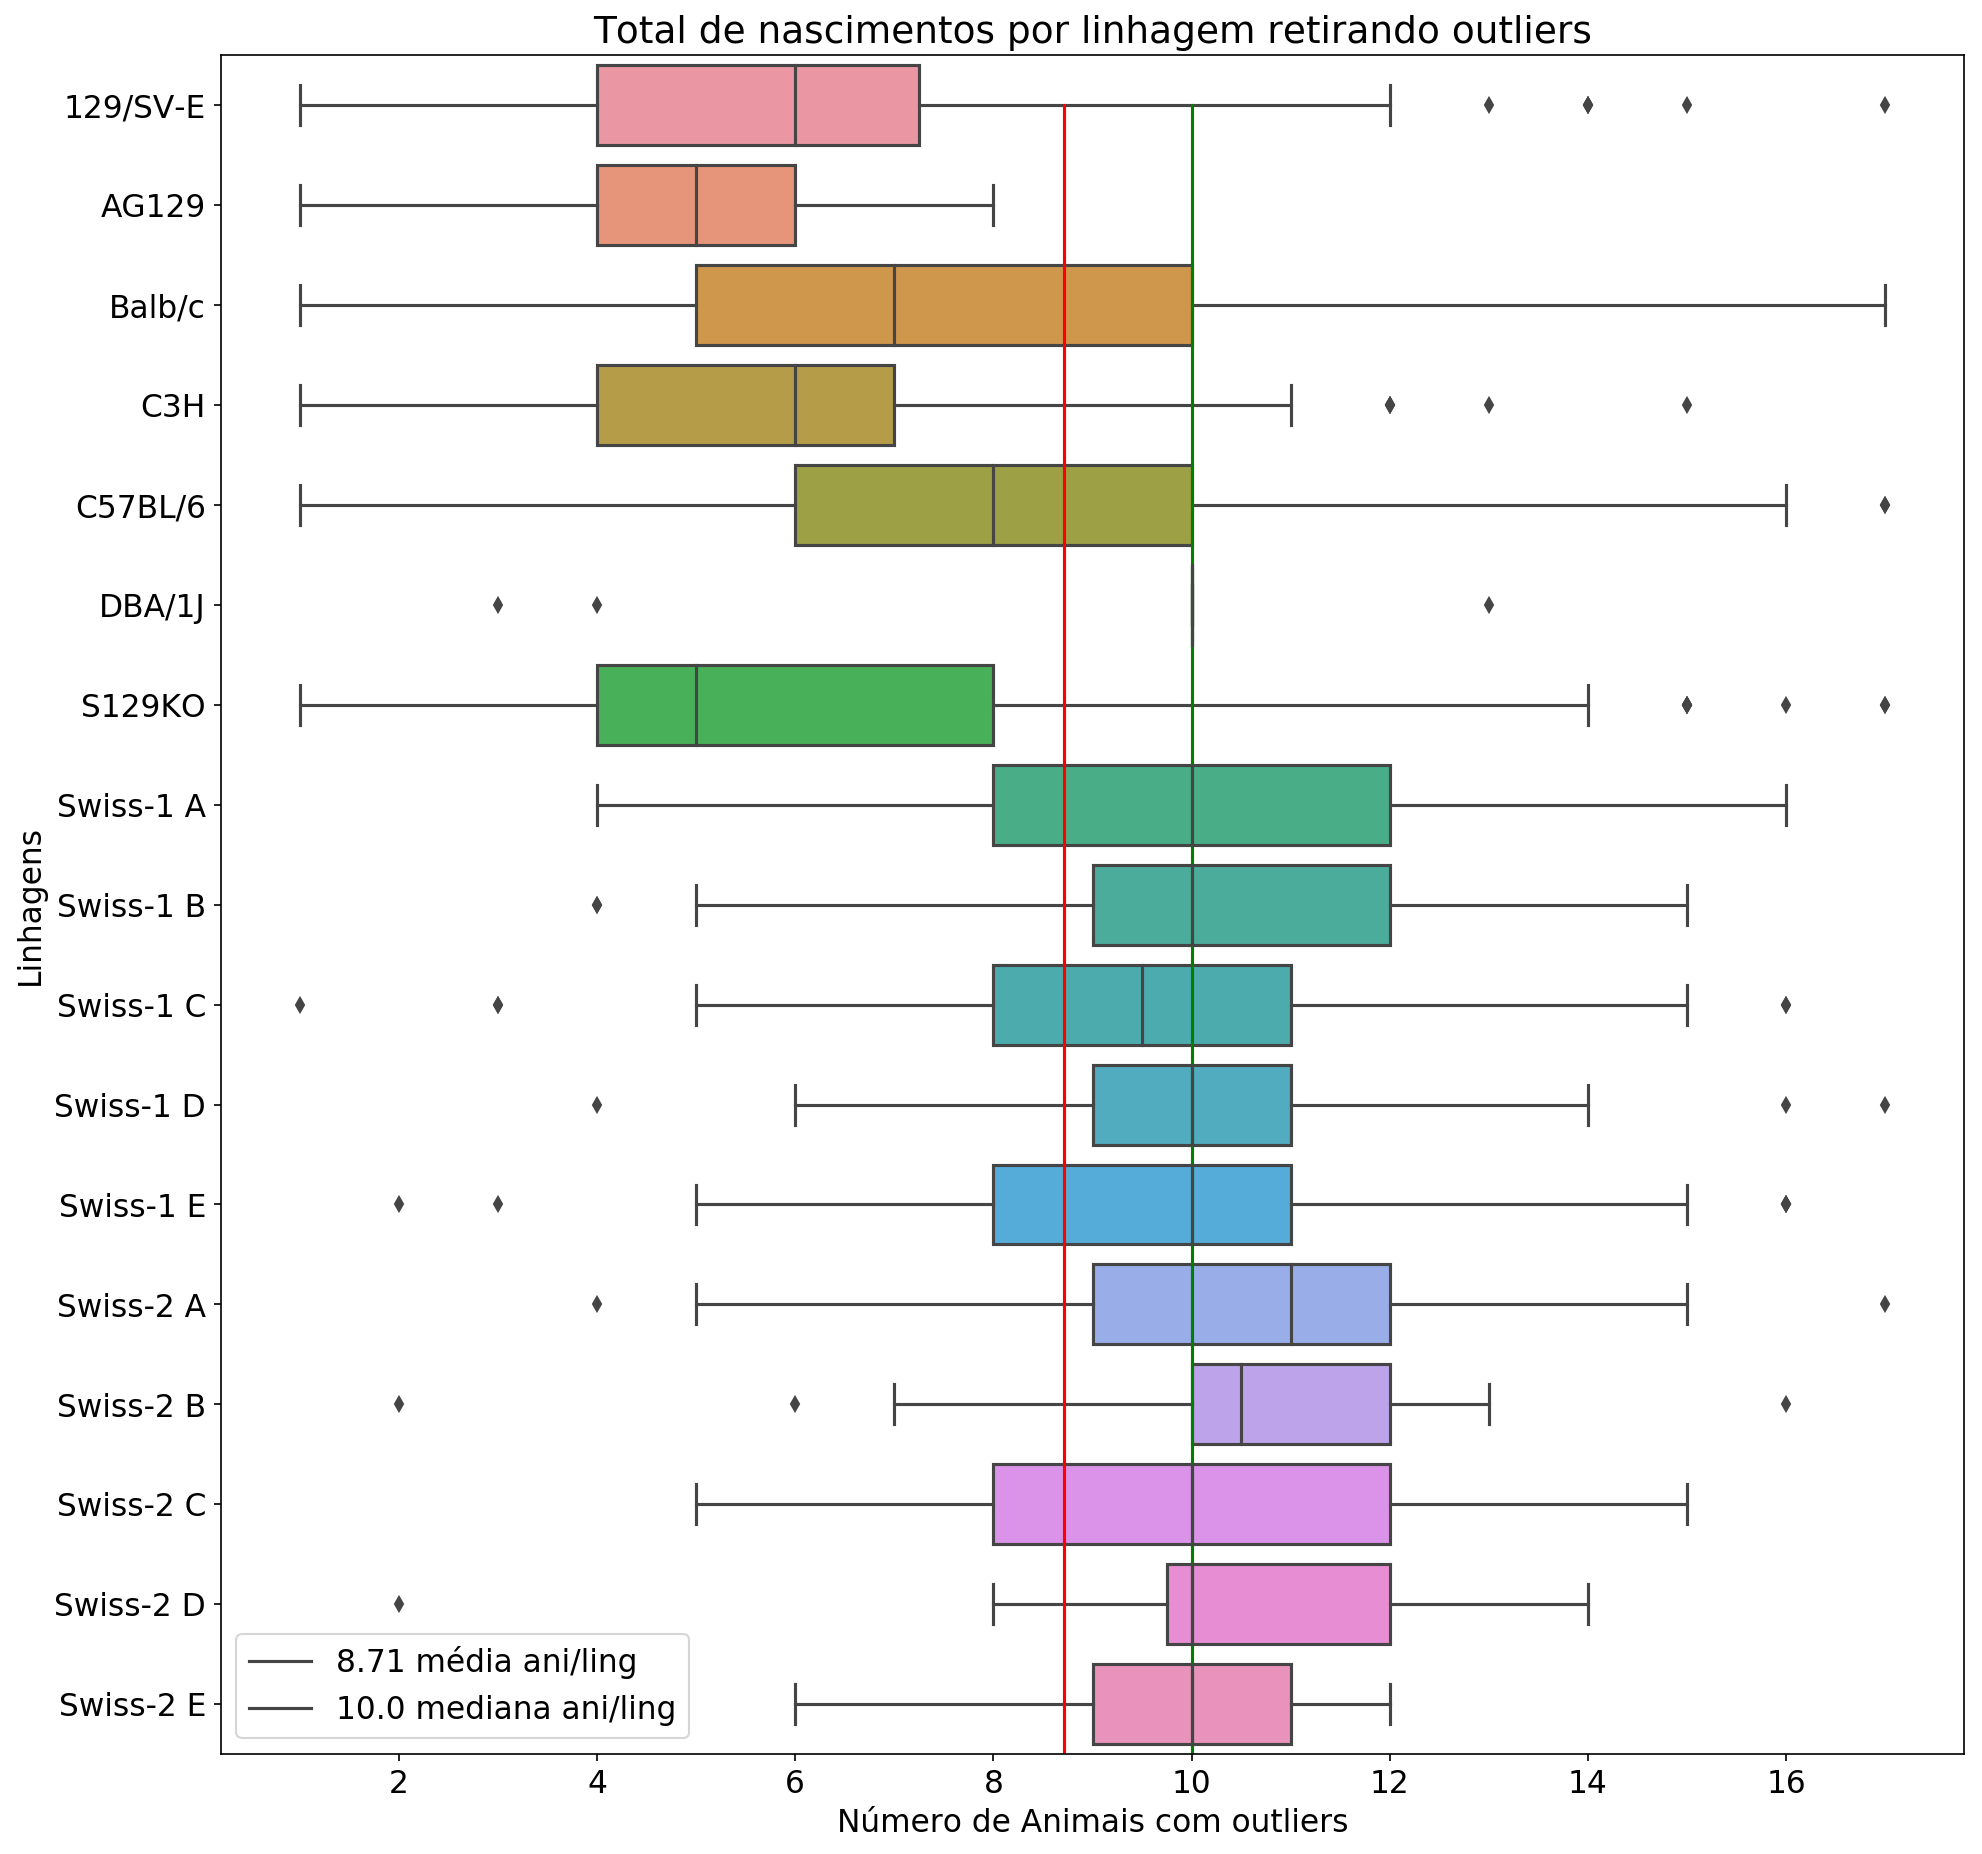 Total de nascimentos por linhagem retirando outliers
129/SV-E
AG129
Balb/c
C3H
C57BL/6
DBA/1J
S129KO
Swiss-1 A
Swiss-1 B
Swiss-1 C
Swiss-1 D
Swiss-1 E
Swiss-2 A
Swiss-2 B
Swiss-2 C
Swiss-2 D
Swiss-2 E
Linhagens
8.71 média ani/ling
10.0 mediana ani/ling
2 4 6 8 10 12 14 16
Número de Animais com outliers